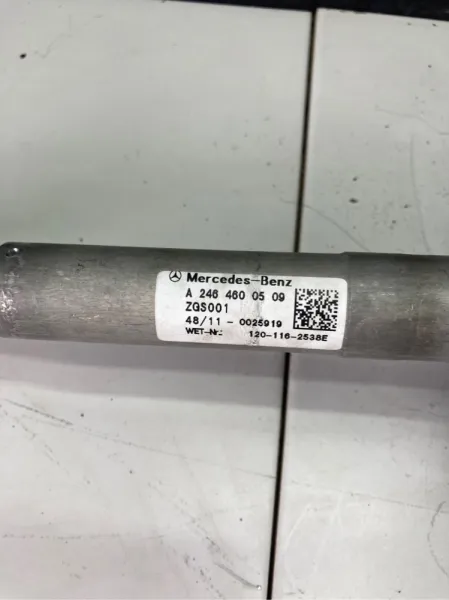 Mercedes-Benz
A 246 460 05 09
ZGS001
48/11 - 0025919
WET-Nr.: 120-116-2538E